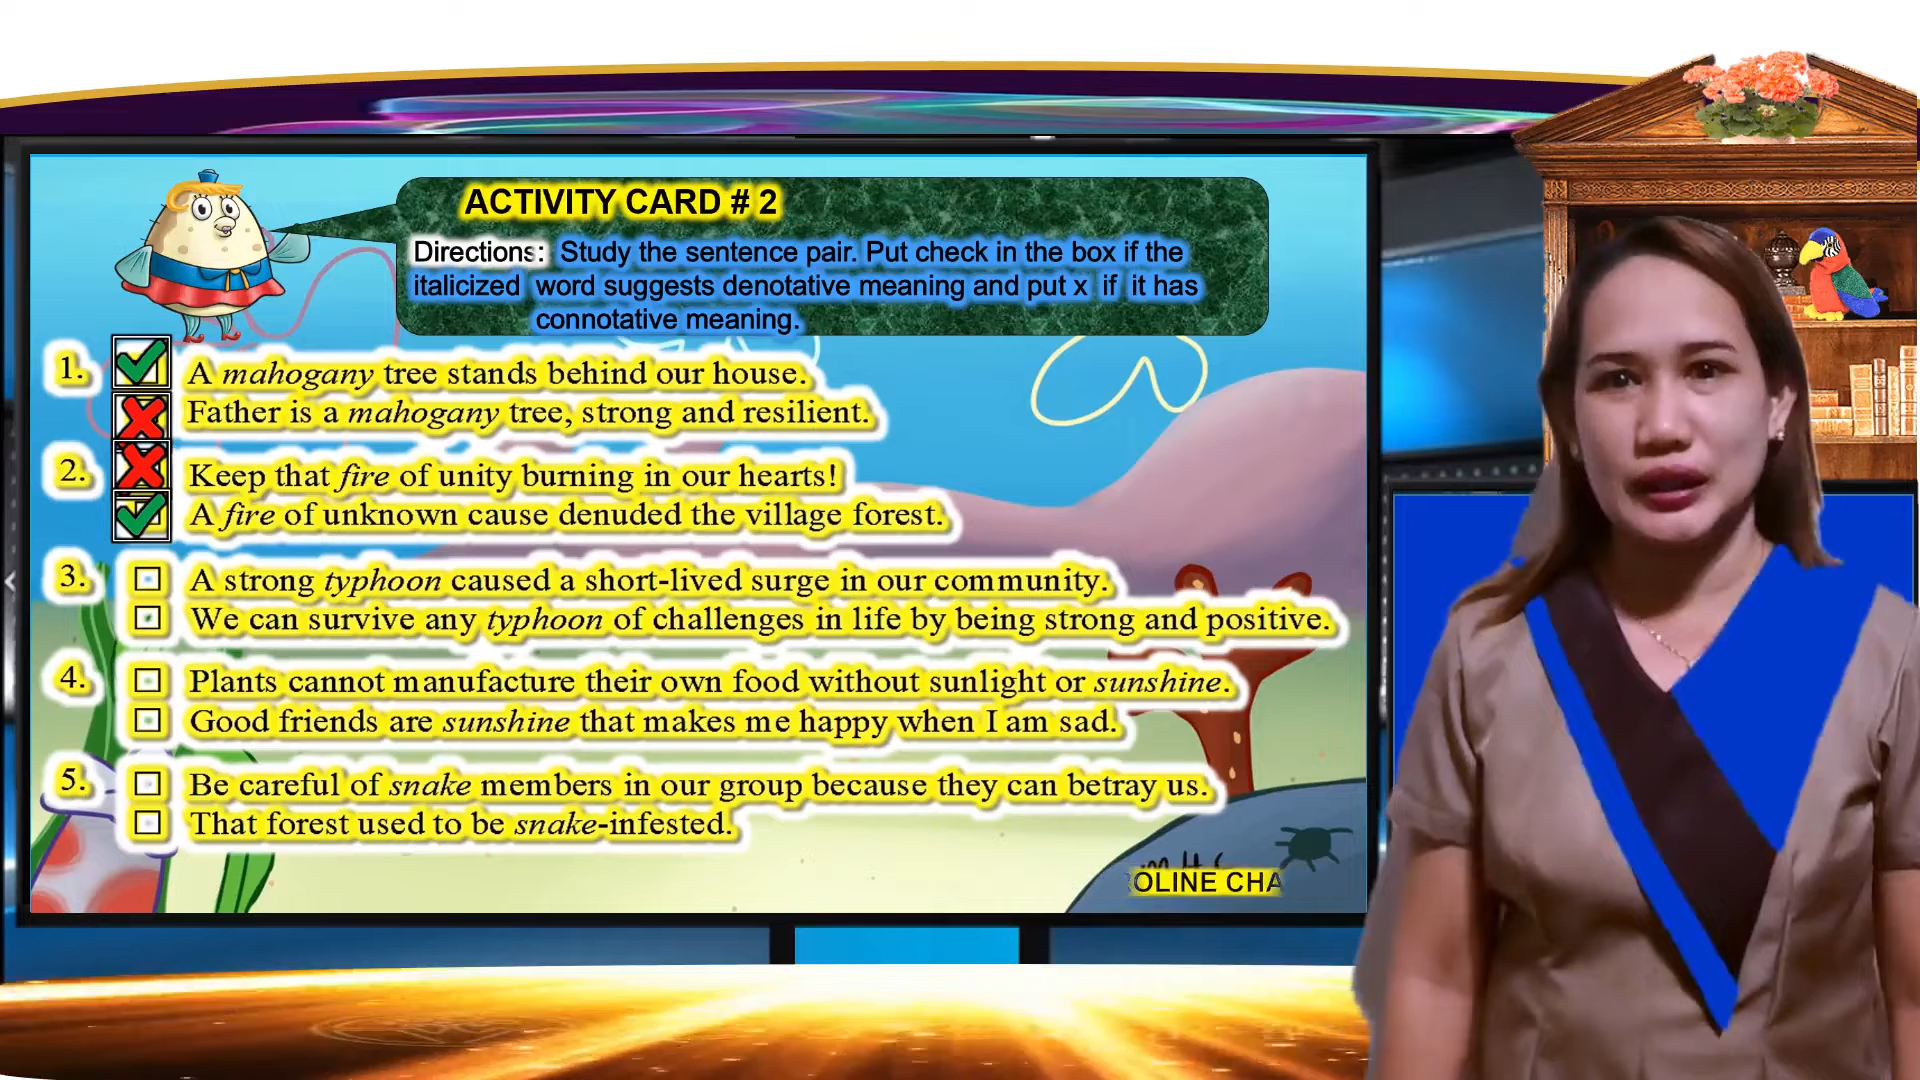 ACTIVITY CARD # 2
Directions: Study the sentence pair. Put check in the box if the
italicized word suggests denotative meaning and put x if it has
connotative meaning.
1. A mahogany tree stands behind our house.
Father is a mahogany tree, strong and resilient.
2. Keep that fire of unity burning in our hearts!
A fire of unknown cause denuded the village forest.
3. A strong typhoon caused a short-lived surge in our community.
We can survive any typhoon of challenges in life by being strong and positive.
4. Plants cannot manufacture their own food without sunlight or sunshine.
Good friends are sunshine that makes me happy when I am sad.
5. Be careful of snake members in our group because they can betray us.
That forest used to be snake-infested.
OLINE CHA